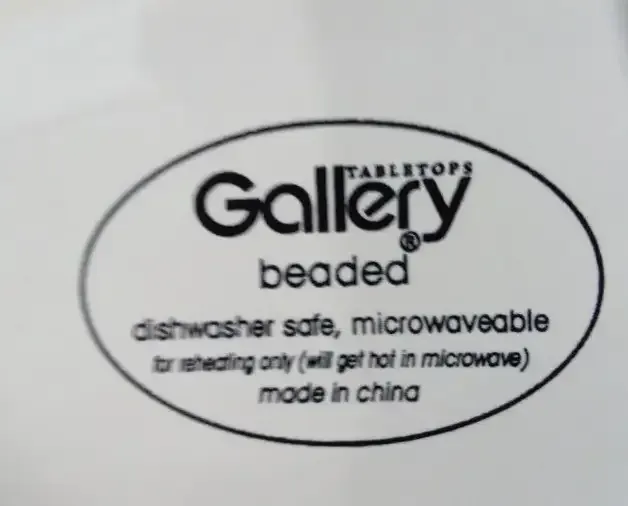 TABLETOPS
Gallery®
beaded
dishwasher safe, microwaveable
for reheating only (will get hot in microwave)
made in china